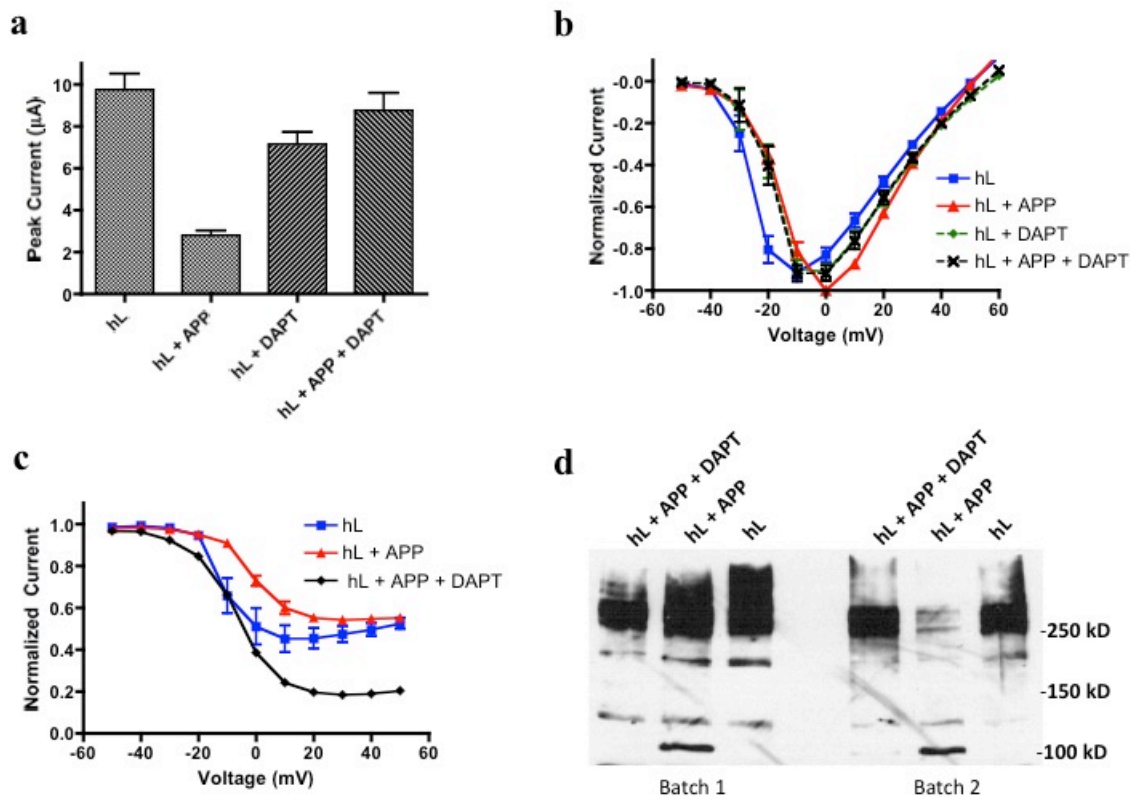 a
Peak Current (μA)
10
8
6
4
2
0
hL
hL + APP
hL + DAPT
hL + APP + DAPT
b
Normalized Current
-0.0
-0.2
-0.4
-0.6
-0.8
-1.0
-60 -40 -20 0 20 40 60
Voltage (mV)
hL
hL + APP
hL + DAPT
hL + APP + DAPT
c
Normalized Current
1.0
0.8
0.6
0.4
0.2
0.0
-60 -40 -20 0 20 40 60
Voltage (mV)
hL
hL + APP
hL + APP + DAPT
d
hL + APP + DAPT
hL + APP
hL
hL + APP + DAPT
hL + APP
hL
-250 kD
-150 kD
-100 kD
Batch 1
Batch 2